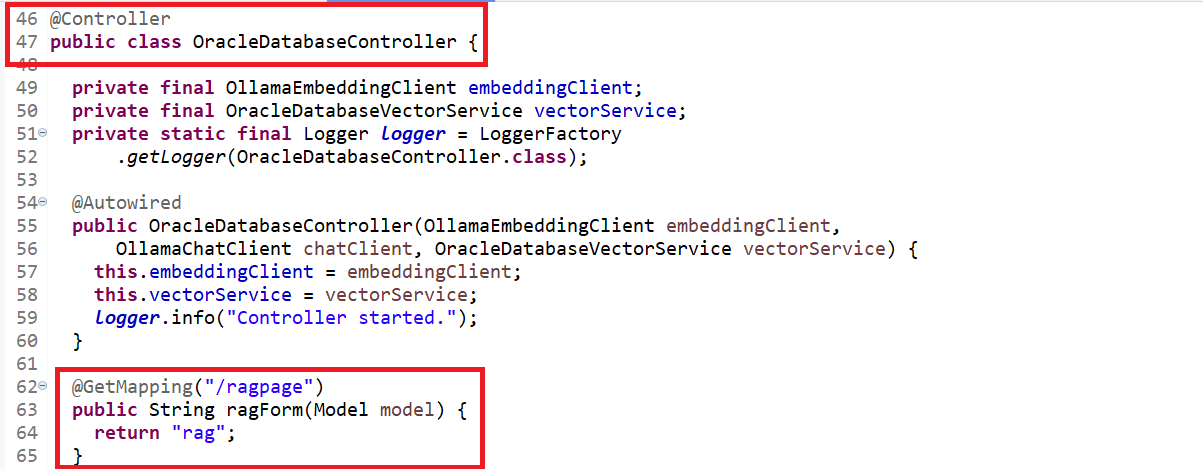 46 @Controller
47 public class OracleDatabaseController {
48
49 private final OllamaEmbeddingClient embeddingClient;
50 private final OracleDatabaseVectorService vectorService;
51 private static final Logger logger = LoggerFactory
52 .getLogger(OracleDatabaseController.class);
53
54 @Autowired
55 public OracleDatabaseController(OllamaEmbeddingClient embeddingClient,
56 OllamaChatClient chatClient, OracleDatabaseVectorService vectorService) {
57 this.embeddingClient = embeddingClient;
58 this.vectorService = vectorService;
59 logger.info("Controller started.");
60 }
61
62 @GetMapping("/ragpage")
63 public String ragForm(Model model) {
64 return "rag";
65 }